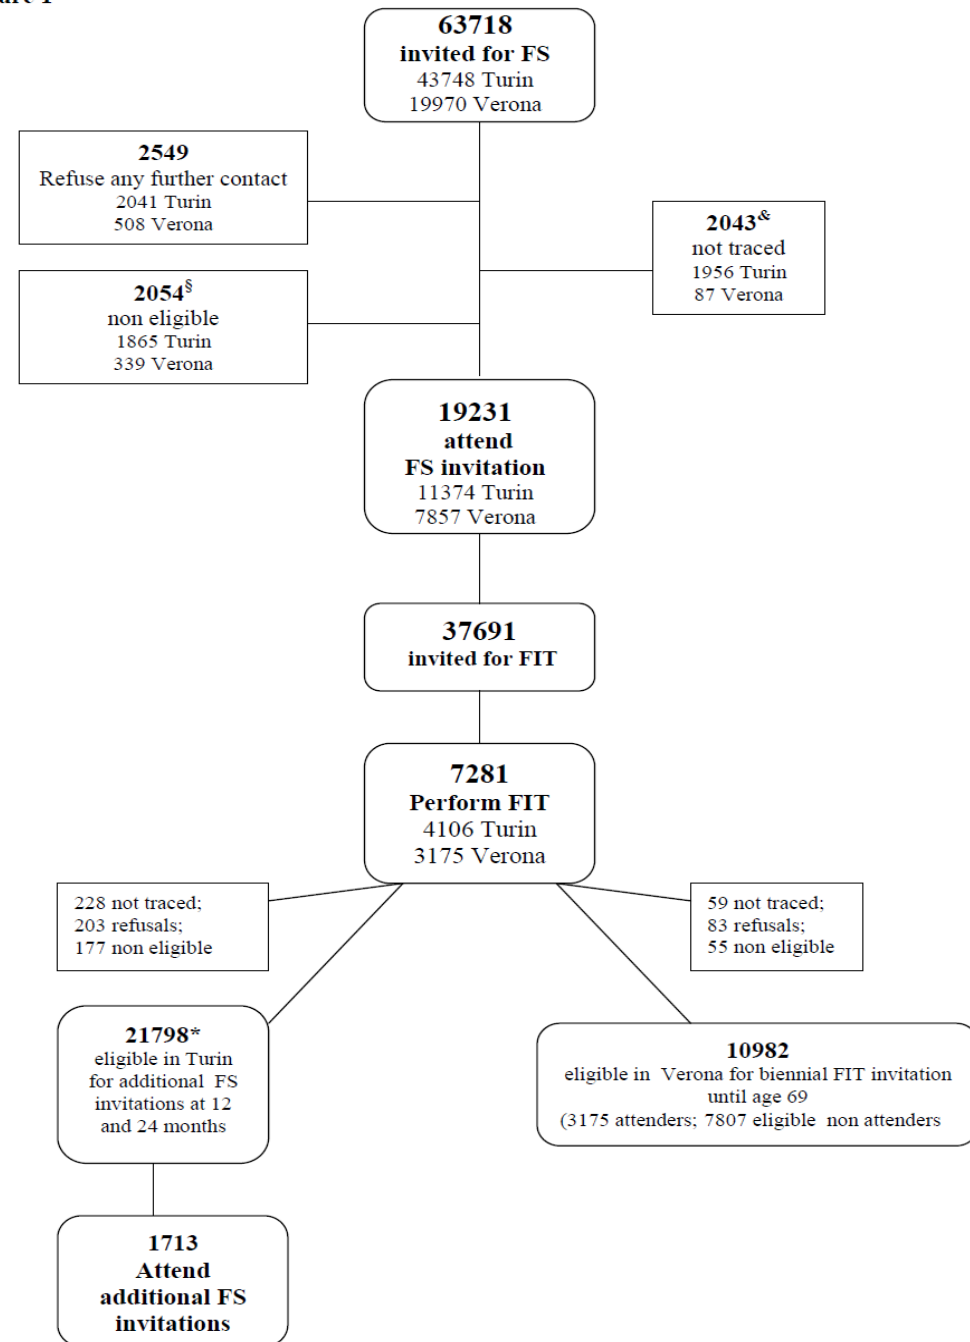 63718
invited for FS
43748 Turin
19970 Verona
2549
Refuse any further contact
2041 Turin
508 Verona
2043&
not traced
1956 Turin
87 Verona
2054§
non eligible
1865 Turin
339 Verona
19231
attend
FS invitation
11374 Turin
7857 Verona
37691
invited for FIT
7281
Perform FIT
4106 Turin
3175 Verona
228 not traced;
203 refusals;
177 non eligible
59 not traced;
83 refusals;
55 non eligible
21798*
eligible in Turin
for additional FS
invitations at 12
and 24 months
10982
eligible in Verona for biennial FIT invitation
until age 69
(3175 attenders; 7807 eligible non attenders
1713
Attend
additional FS
invitations